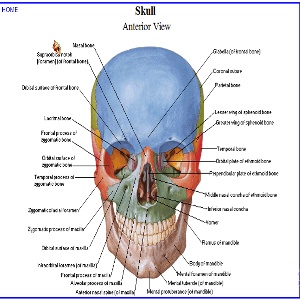 HOME
Skull
Anterior View
Nasal bone
Supraorbital notch
[foramen] [of frontal bone]
Orbital surface of frontal bone
Lacrimal bone
Frontal process of
zygomatic bone
Orbital surface of
zygomatic bone
Temporal process of
zygomatic bone
Zygomaticofacial foramen
Zygomatic process of maxilla
Orbital surface of maxilla
Infraorbital foramen [of maxilla]
Frontal process of maxilla
Alveolar process of maxilla
Anterior nasal spine [of maxilla]
Glabella [of frontal bone]
Coronal suture
Parietal bone
Lesser wing of sphenoid bone
Greater wing of sphenoid bone
Temporal bone
Orbital plate of ethmoid bone
Perpendicular plate of ethmoid bone
Middle nasal concha of ethmoid bone
Inferior nasal concha
Vomer
Ramus of mandible
Body of mandible
Mental foramen of mandible
Mental tubercle [of mandible]
Mental protuberance [of mandible]